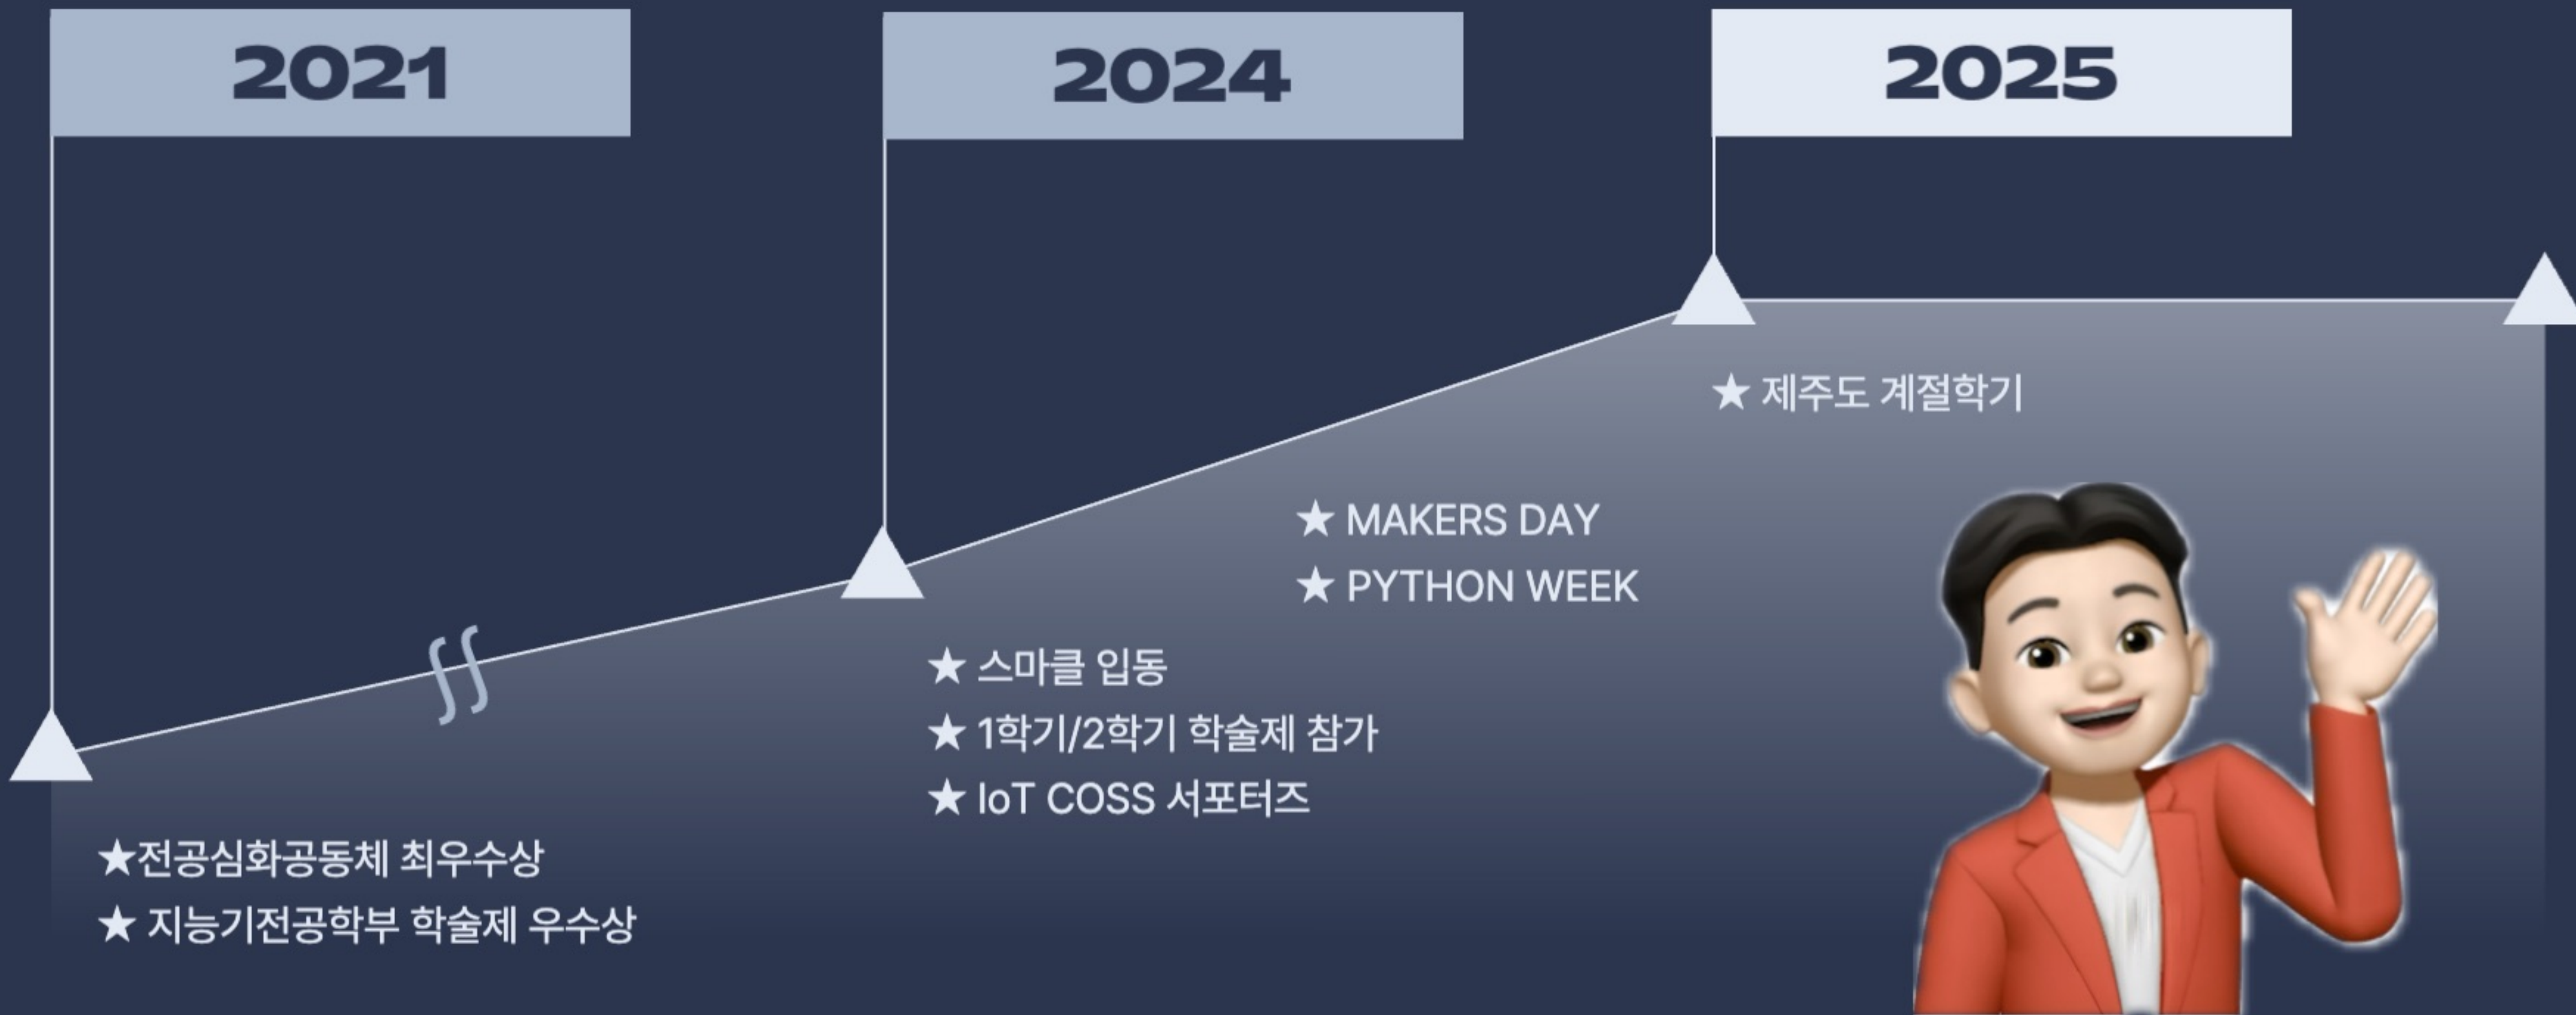 2021
2024
2025
★전공심화공동체 최우수상
★ 지능기전공학부 학술제 우수상
★ 스마클 입동
★ 1학기/2학기 학술제 참가
★ IoT COSS 서포터즈
★ MAKERS DAY
★ PYTHON WEEK
★ 제주도 계절학기